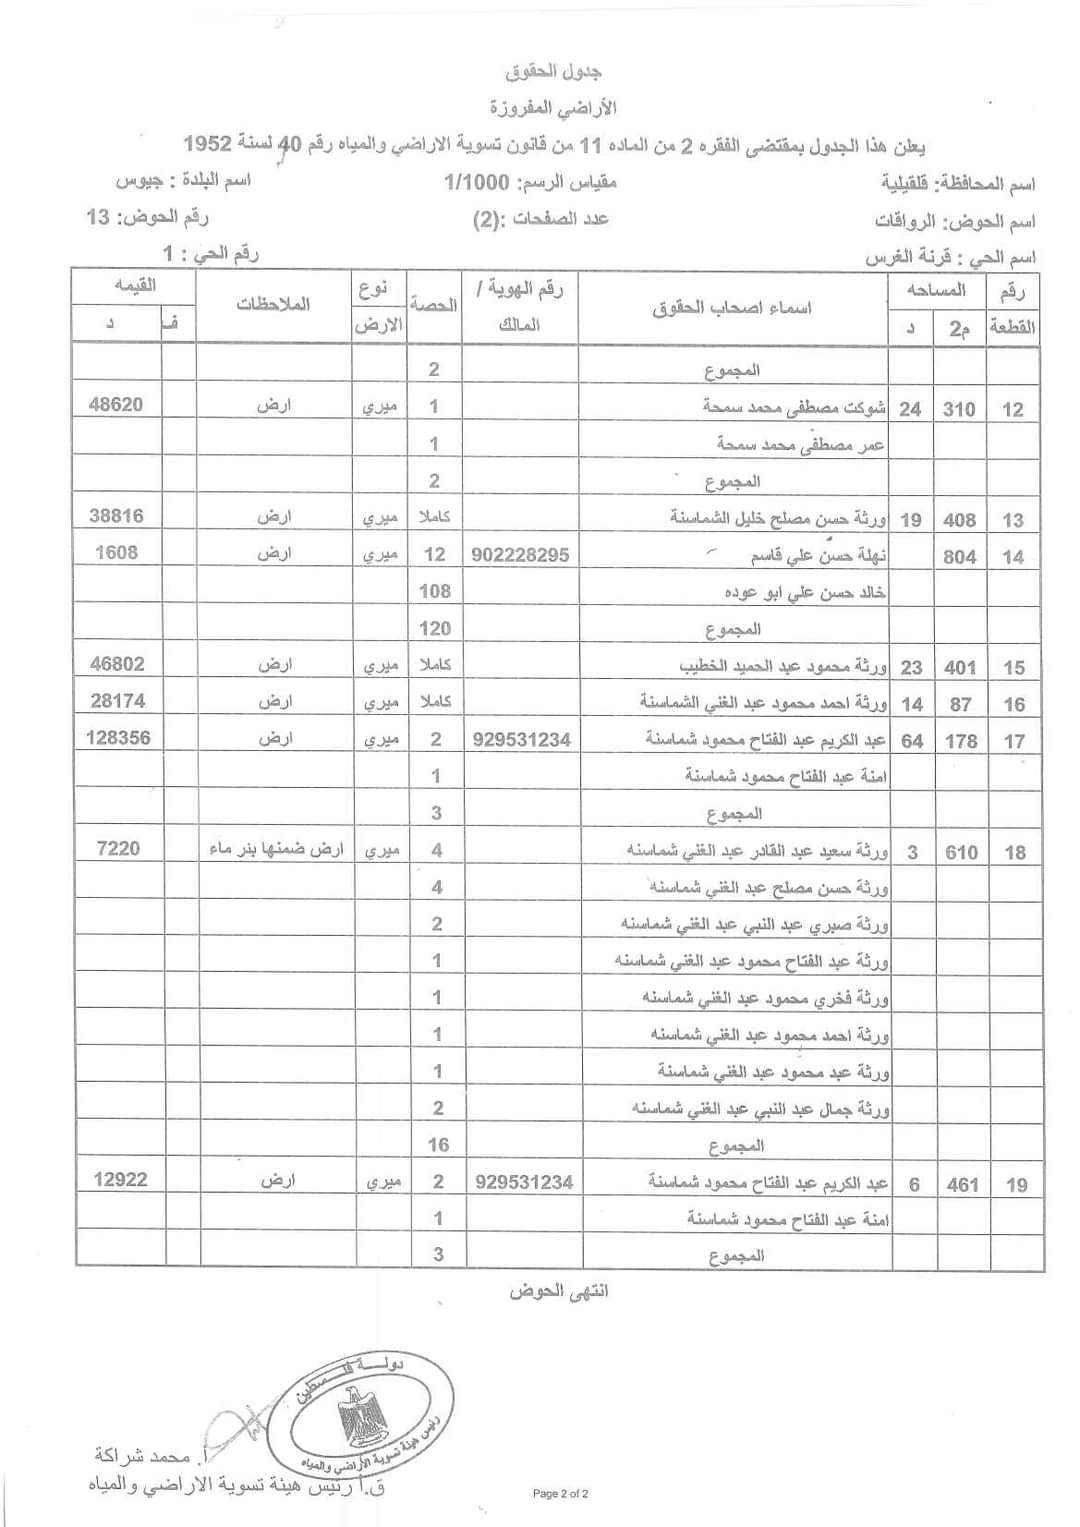 جدول الحقوق
الأراضي المفروزة
يعلن هذا الجدول بمقتضى الفقره 2 من الماده 11 من قانون تسوية الاراضي والمياه رقم 40 لسنة 1952
اسم المحافظة: قلقيلية مقياس الرسم: 1/1000 اسم البلدة : جيوس
اسم الحوض: الرواقات عدد الصفحات :(2) رقم الحوض: 13
اسم الحي : قرنة الغرس رقم الحي : 1
رقم القطعة المساحه م2 د اسماء اصحاب الحقوق رقم الهوية / المالك الحصة نوع الارض الملاحظات القيمه ف د
المجموع 2
12 310 24 شوكت مصطفى محمد سمحة 1 ميري ارض 48620
عمر مصطفى محمد سمحة 1
المجموع 2
13 408 19 ورثة حسن مصلح خليل الشماسنة كاملا ميري ارض 38816
14 804 نهلة حسن علي قاسم 902228295 12 ميري ارض 1608
خالد حسن علي ابو عوده 108
المجموع 120
15 401 23 ورثة محمود عبد الحميد الخطيب كاملا ميري ارض 46802
16 87 14 ورثة احمد محمود عبد الغني الشماسنة كاملا ميري ارض 28174
17 178 64 عبد الكريم عبد الفتاح محمود شماسنة 929531234 2 ميري ارض 128356
امنة عبد الفتاح محمود شماسنة 1
المجموع 3
18 610 3 ورثة سعيد عبد القادر عبد الغني شماسنه 4 ميري ارض ضمنها بئر ماء 7220
ورثة حسن مصلح عبد الغني شماسنه 4
ورثة صبري عبد النبي عبد الغني شماسنه 2
ورثة عبد الفتاح محمود عبد الغني شماسنه 1
ورثة فخري محمود عبد الغني شماسنه 1
ورثة احمد محمود عبد الغني شماسنه 1
ورثة عبد محمود عبد الغني شماسنة 1
ورثة جمال عبد النبي عبد الغني شماسنه 2
المجموع 16
19 461 6 عبد الكريم عبد الفتاح محمود شماسنة 929531234 2 ميري ارض 12922
امنة عبد الفتاح محمود شماسنة 1
المجموع 3
انتهى الحوض
دولة فلسطين
رئيس هيئة تسوية الأراضي والمياه
أ. محمد شراكة
ق.أ رئيس هيئة تسوية الاراضي والمياه
Page 2 of 2